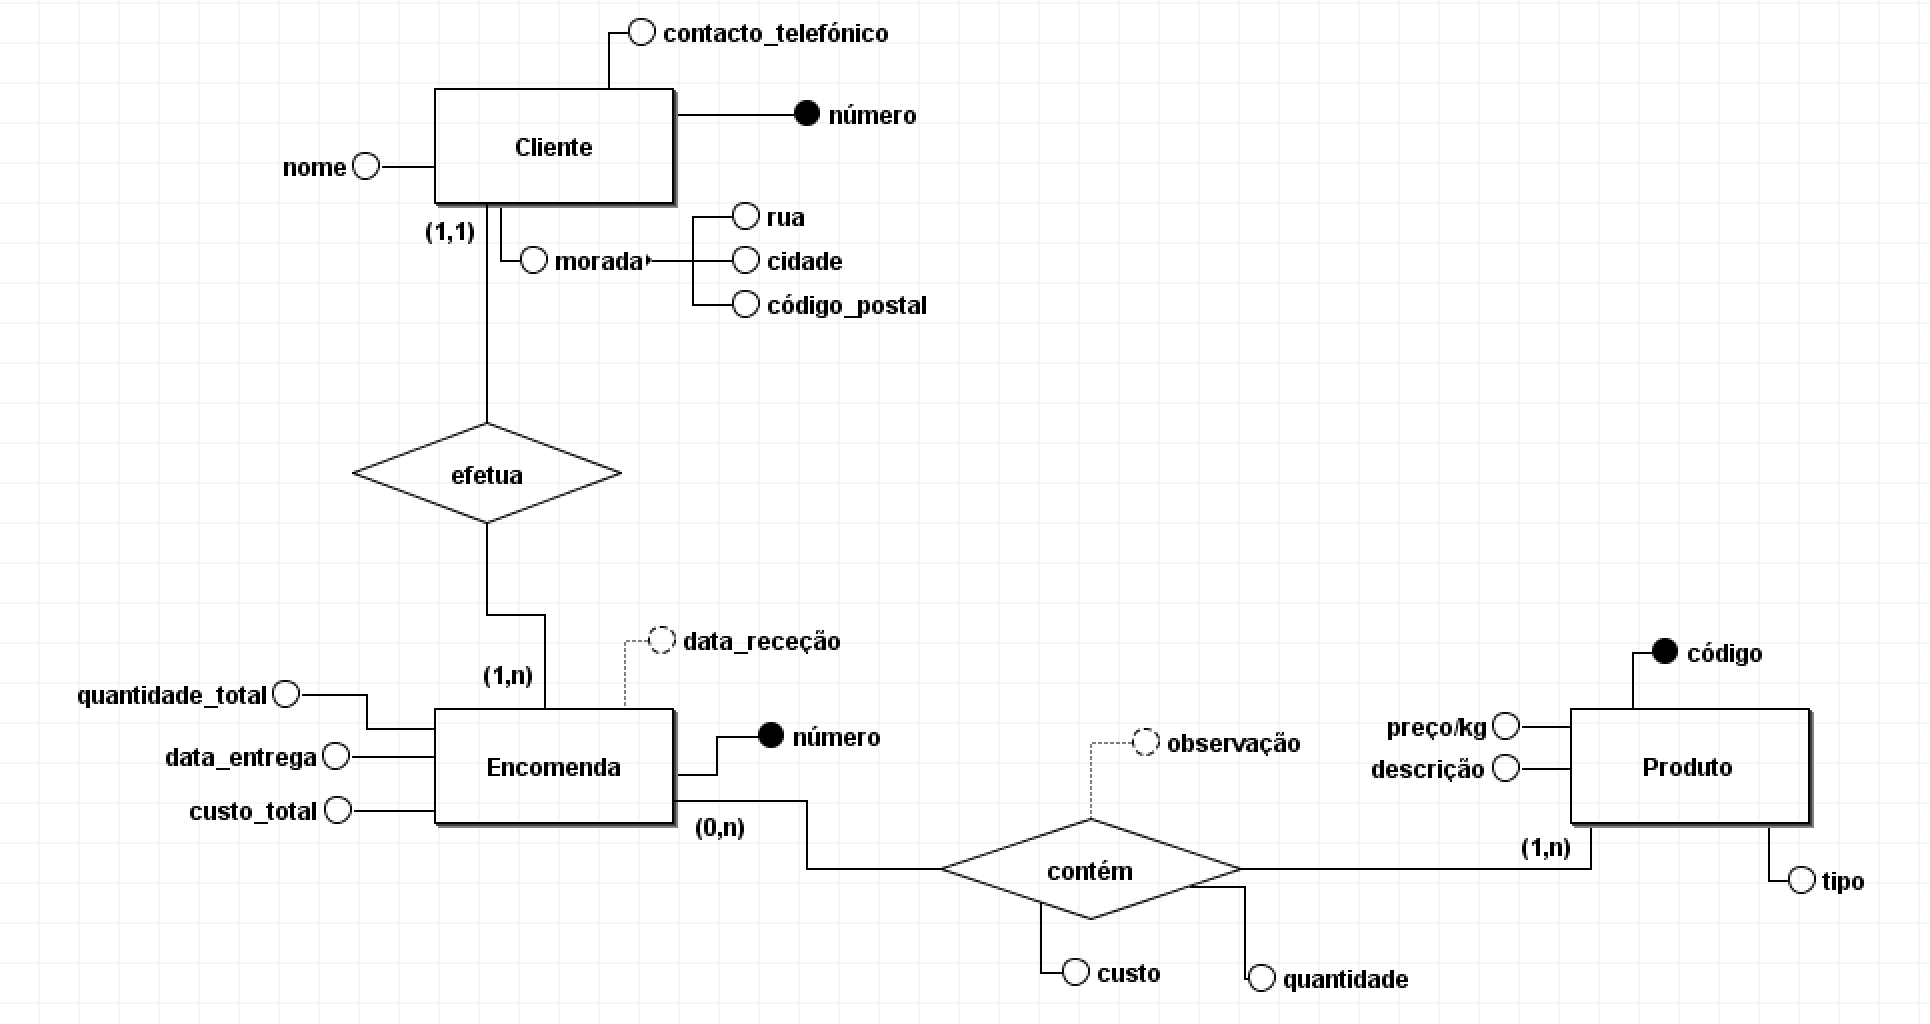 contacto_telefónico
número
Cliente
nome
(1,1)
rua
morada
cidade
código_postal
efetua
data_receção
(1,n)
quantidade_total
número
data_entrega
Encomenda
custo_total
(0,n)
observação
contém
custo
quantidade
código
preço/kg
descrição
Produto
(1,n)
tipo